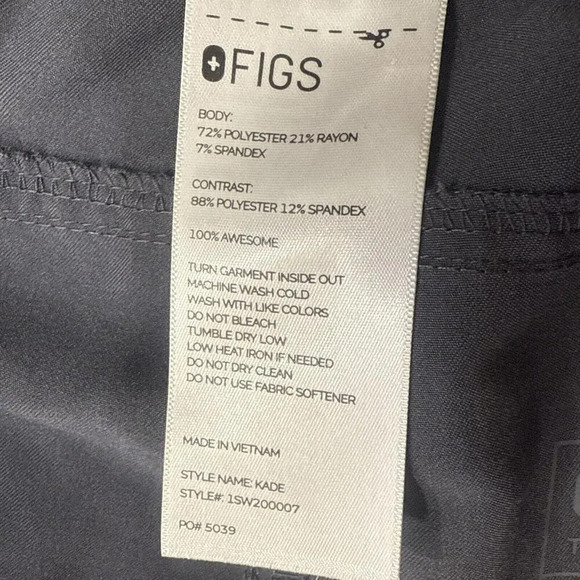 FIGS
BODY:
72% POLYESTER 21% RAYON
7% SPANDEX
CONTRAST:
88% POLYESTER 12% SPANDEX
100% AWESOME
TURN GARMENT INSIDE OUT
MACHINE WASH COLD
WASH WITH LIKE COLORS
DO NOT BLEACH
TUMBLE DRY LOW
LOW HEAT IRON IF NEEDED
DO NOT DRY CLEAN
DO NOT USE FABRIC SOFTENER
MADE IN VIETNAM
STYLE NAME: KADE
STYLE#: 1SW200007
PO# 5039